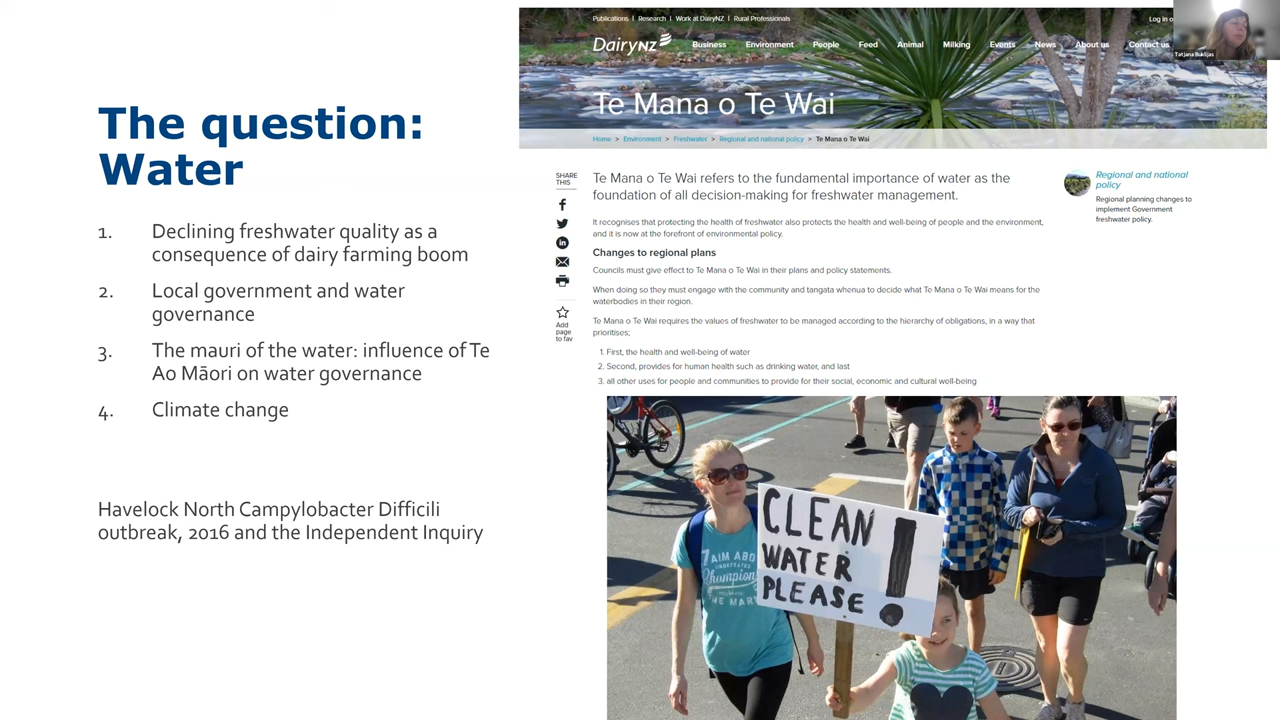 The question:
Water
1. Declining freshwater quality as a
consequence of dairy farming boom
2. Local government and water
governance
3. The mauri of the water: influence of Te
Ao Māori on water governance
4. Climate change
Havelock North Campylobacter Difficili
outbreak, 2016 and the Independent Inquiry
Publications | Research | Work at DairyNZ | Rural Professionals
Log in o
DairyNZ
Business Environment People Feed Animal Milking Events News About us Contact us
Tatjana Buklijas
Te Mana o Te Wai
Home > Environment > Freshwater > Regional and national policy > Te Mana o Te Wai
SHARE
THIS
Add
page
to fav
Te Mana o Te Wai refers to the fundamental importance of water as the
foundation of all decision-making for freshwater management.
It recognises that protecting the health of freshwater also protects the health and well-being of people and the environment,
and it is now at the forefront of environmental policy.
Changes to regional plans
Councils must give effect to Te Mana o Te Wai in their plans and policy statements.
When doing so they must engage with the community and tangata whenua to decide what Te Mana o Te Wai means for the
waterbodies in their region.
Te Mana o Te Wai requires the values of freshwater to be managed according to the hierarchy of obligations, in a way that
prioritises;
1. First, the health and well-being of water
2. Second, provides for human health such as drinking water, and last
3. all other uses for people and communities to provide for their social, economic and cultural well-being
Regional and national
policy
Regional planning changes to
implement Government
freshwater policy.
CLEAN
WATER
PLEASE!
AIM ABO
UNDEFEATED
Champion
HE MAR